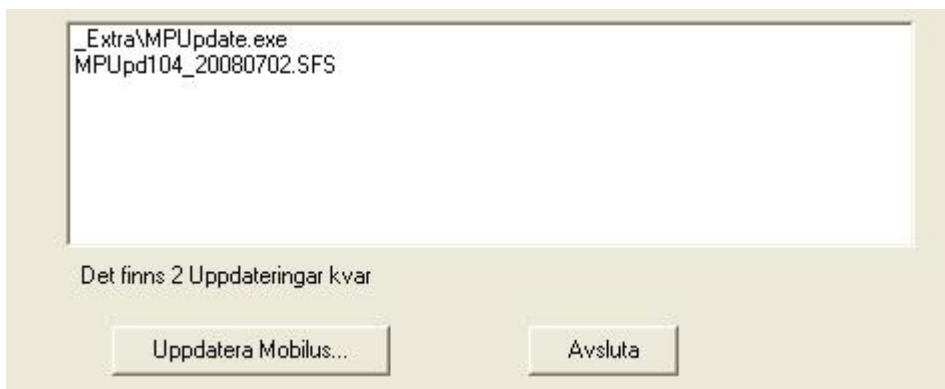 _Extra\MPUpdate.exe
MPUpd104_20080702.SFS
Det finns 2 Uppdateringar kvar
Uppdatera Mobilus...
Avsluta